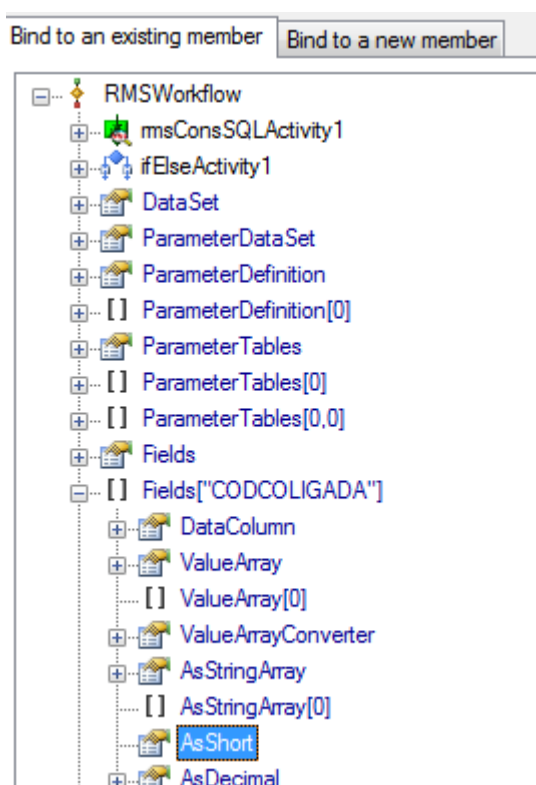 Bind to an existing member
Bind to a new member
RMSWorkflow
rmsConsSQLActivity1
ifElseActivity1
DataSet
ParameterDataSet
ParameterDefinition
[ ] ParameterDefinition[0]
ParameterTables
[ ] ParameterTables[0]
[ ] ParameterTables[0,0]
Fields
[ ] Fields["CODCOLIGADA"]
DataColumn
ValueArray
[ ] ValueArray[0]
ValueArrayConverter
AsStringArray
[ ] AsStringArray[0]
AsShort
AsDecimal